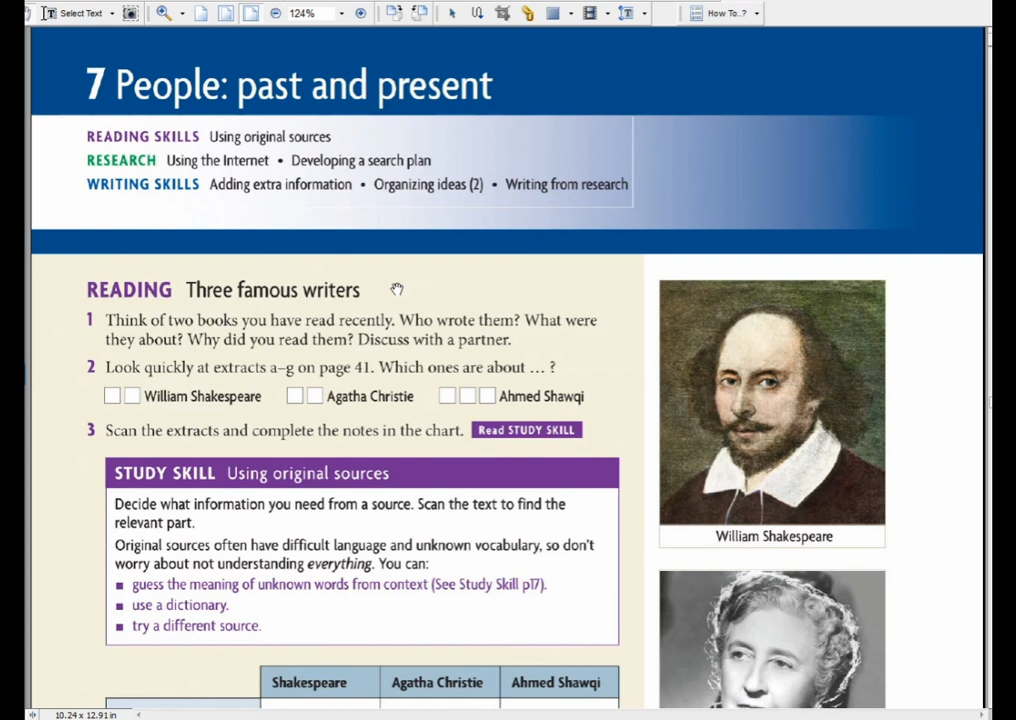 Select Text
124%
How To..?
7 People: past and present
READING SKILLS Using original sources
RESEARCH Using the Internet • Developing a search plan
WRITING SKILLS Adding extra information • Organizing ideas (2) • Writing from research
READING Three famous writers
1 Think of two books you have read recently. Who wrote them? What were
they about? Why did you read them? Discuss with a partner.
2 Look quickly at extracts a–g on page 41. Which ones are about … ?
William Shakespeare Agatha Christie Ahmed Shawqi
3 Scan the extracts and complete the notes in the chart. Read STUDY SKILL
STUDY SKILL Using original sources
Decide what information you need from a source. Scan the text to find the
relevant part.
Original sources often have difficult language and unknown vocabulary, so don't
worry about not understanding everything. You can:
■ guess the meaning of unknown words from context (See Study Skill p17).
■ use a dictionary.
■ try a different source.
William Shakespeare
Shakespeare Agatha Christie Ahmed Shawqi
10.24 x 12.91 in